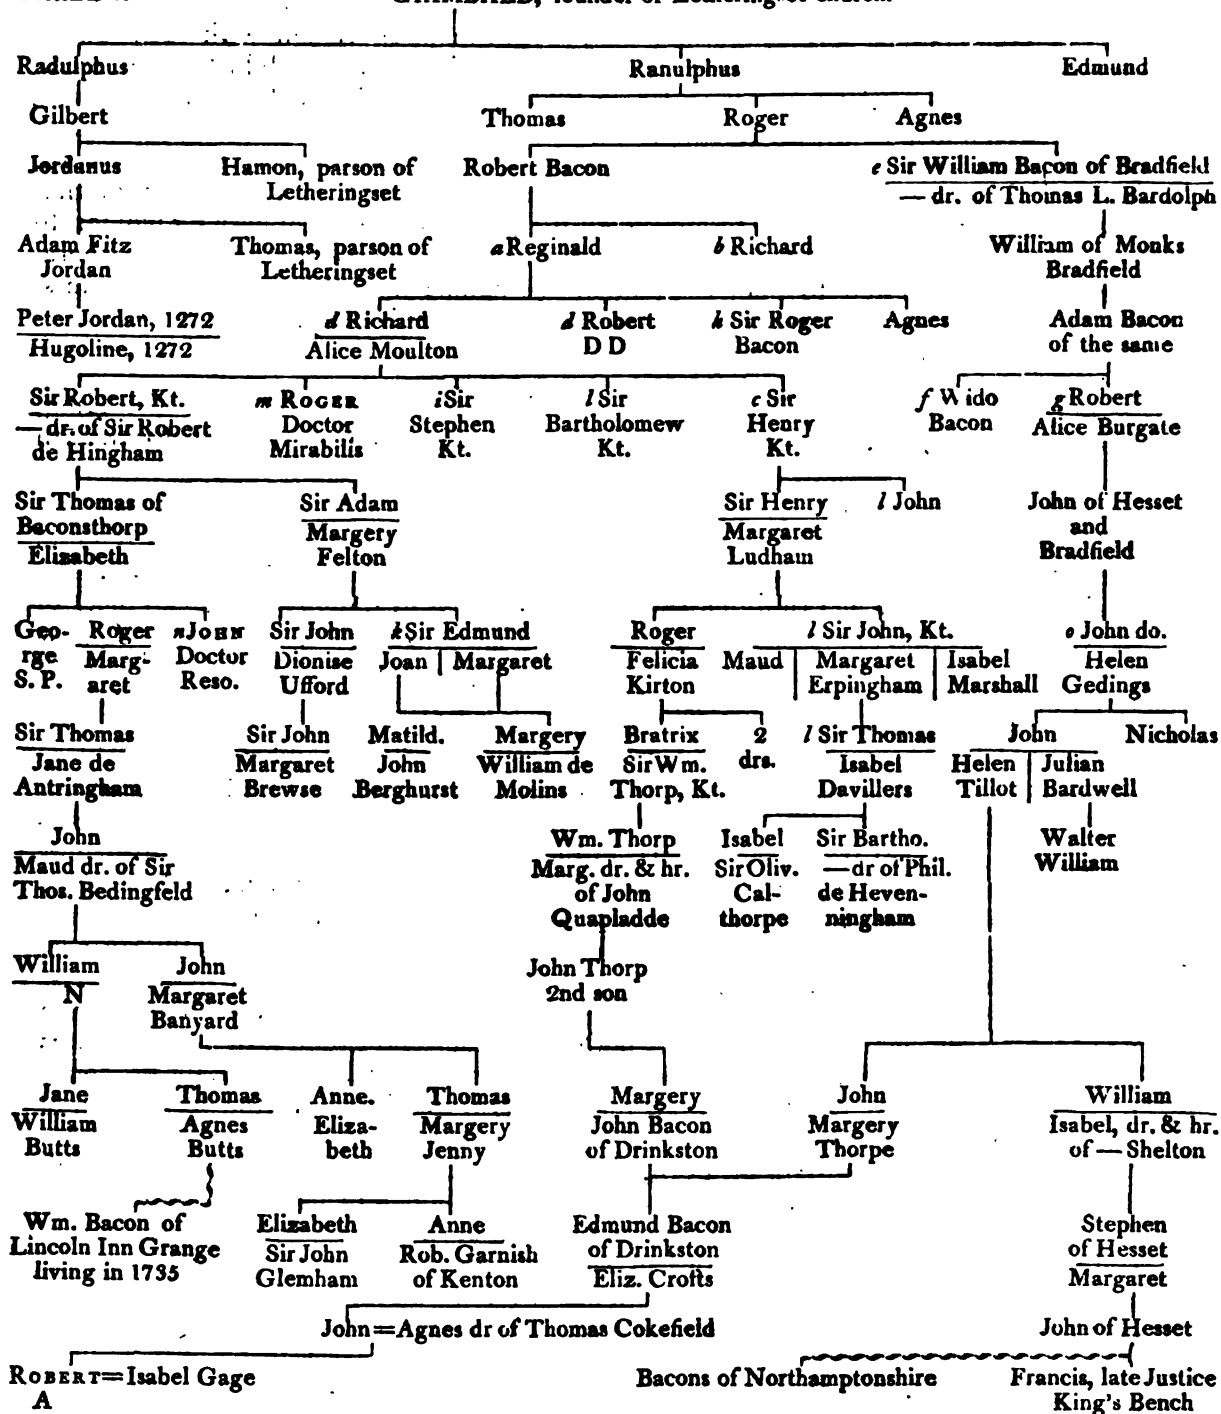 founder of Letheringset church
Radulphus Ranulphus Edmund
Gilbert Thomas Roger Agnes
Jordanus Hamon, parson of Robert Bacon e Sir William Bacon of Bradfield
Letheringset — dr. of Thomas L. Bardolph
Adam Fitz Thomas, parson of a Reginald b Richard William of Monks
Jordan Letheringset Bradfield
Peter Jordan, 1272 d Richard d Robert h Sir Roger Agnes Adam Bacon
Hugoline, 1272 Alice Moulton D D Bacon of the same
Sir Robert, Kt. m ROGER i Sir l Sir c Sir f Wido g Robert
— dr. of Sir Robert Doctor Stephen Bartholomew Henry Bacon Alice Burgate
de Hingham Mirabilis Kt. Kt. Kt.
Sir Thomas of Sir Adam Sir Henry l John John of Hesset
Baconsthorp Margery Margaret and
Elizabeth Felton Ludham Bradfield
Geo- Roger n JOHN Sir John k Sir Edmund Roger l Sir John, Kt. o John do.
rge Marg- Doctor Dionise Joan Margaret Felicia Maud Margaret Isabel Helen
S. P. aret Reso. Ufford Kirton Erpingham Marshall Gedings
Sir Thomas Sir John Matild. Margery Bratrix 2 l Sir Thomas John Nicholas
Jane de Margaret John William de Sir Wm. drs. Isabel Helen Julian
Antringham Brewse Berghurst Molins Thorp, Kt. Davillers Tillot Bardwell
John Wm. Thorp Isabel Sir Bartho. Walter
Maud dr. of Sir Marg. dr. & hr. Sir Oliv. — dr of Phil. William
Thos. Bedingfeld of John Cal- de Heven-
Quapladde thorpe ningham
William John John Thorp
N Margaret 2nd son
Banyard
Jane Thomas Anne. Thomas Margery John William
William Agnes Eliza- Margery John Bacon Margery Isabel, dr. & hr.
Butts Butts beth Jenny of Drinkston Thorpe of — Shelton
Wm. Bacon of Elizabeth Anne Edmund Bacon Stephen
Lincoln Inn Grange Sir John Rob. Garnish of Drinkston of Hesset
living in 1735 Glemham of Kenton Eliz. Crofts Margaret
John=Agnes dr of Thomas Cokefield John of Hesset
ROBERT=Isabel Gage Bacons of Northamptonshire Francis, late Justice
A King's Bench